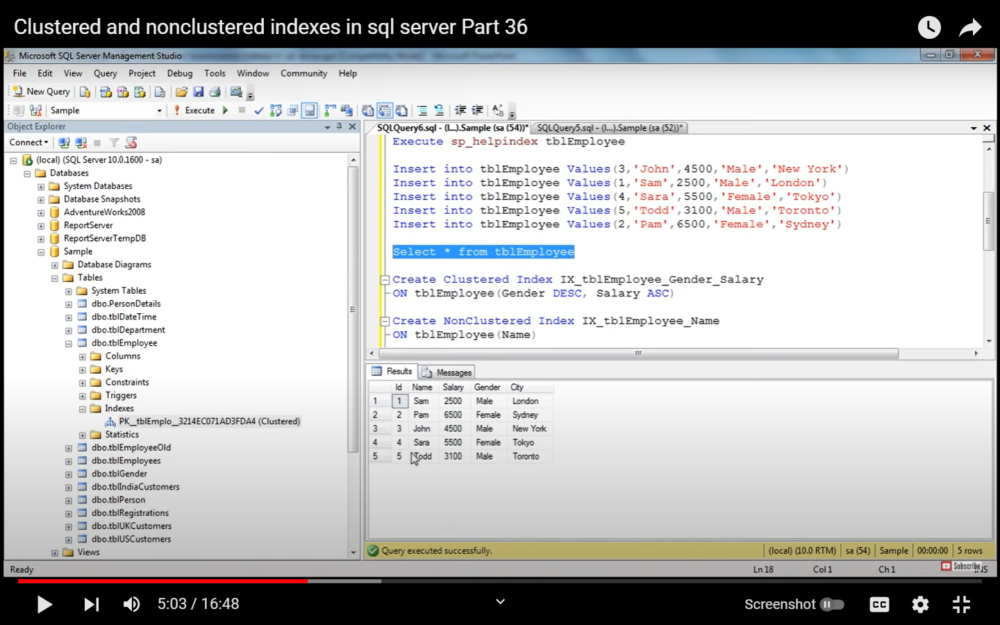 Clustered and nonclustered indexes in sql server Part 36
Microsoft SQL Server Management Studio
File Edit View Query Project Debug Tools Window Community Help
New Query
Sample Execute
Object Explorer
Connect
(local) (SQL Server 10.0.1600 - sa)
Databases
System Databases
Database Snapshots
AdventureWorks2008
ReportServer
ReportServerTempDB
Sample
Database Diagrams
Tables
System Tables
dbo.PersonDetails
dbo.tblDateTime
dbo.tblDepartment
dbo.tblEmployee
Columns
Keys
Constraints
Triggers
Indexes
PK__tblEmplo__3214EC071AD3FDA4 (Clustered)
Statistics
dbo.tblEmployeeOld
dbo.tblEmployees
dbo.tblGender
dbo.tblIndiaCustomers
dbo.tblPerson
dbo.tblRegistrations
dbo.tblUKCustomers
dbo.tblUSCustomers
Views
SQLQuery6.sql - (l...).Sample (sa (54))* SQLQuery5.sql - (l...).Sample (sa (52))*
Execute sp_helpindex tblEmployee
Insert into tblEmployee Values(3,'John',4500,'Male','New York')
Insert into tblEmployee Values(1,'Sam',2500,'Male','London')
Insert into tblEmployee Values(4,'Sara',5500,'Female','Tokyo')
Insert into tblEmployee Values(5,'Todd',3100,'Male','Toronto')
Insert into tblEmployee Values(2,'Pam',6500,'Female','Sydney')
Select * from tblEmployee
Create Clustered Index IX_tblEmployee_Gender_Salary
ON tblEmployee(Gender DESC, Salary ASC)
Create NonClustered Index IX_tblEmployee_Name
ON tblEmployee(Name)
Results Messages
Id Name Salary Gender City
1 1 Sam 2500 Male London
2 2 Pam 6500 Female Sydney
3 3 John 4500 Male New York
4 4 Sara 5500 Female Tokyo
5 5 Todd 3100 Male Toronto
Query executed successfully. (local) (10.0 RTM) sa (54) Sample 00:00:00 5 rows
Ready Ln 18 Col 1 Ch 1 Subscribe
5:03 / 16:48 Screenshot CC